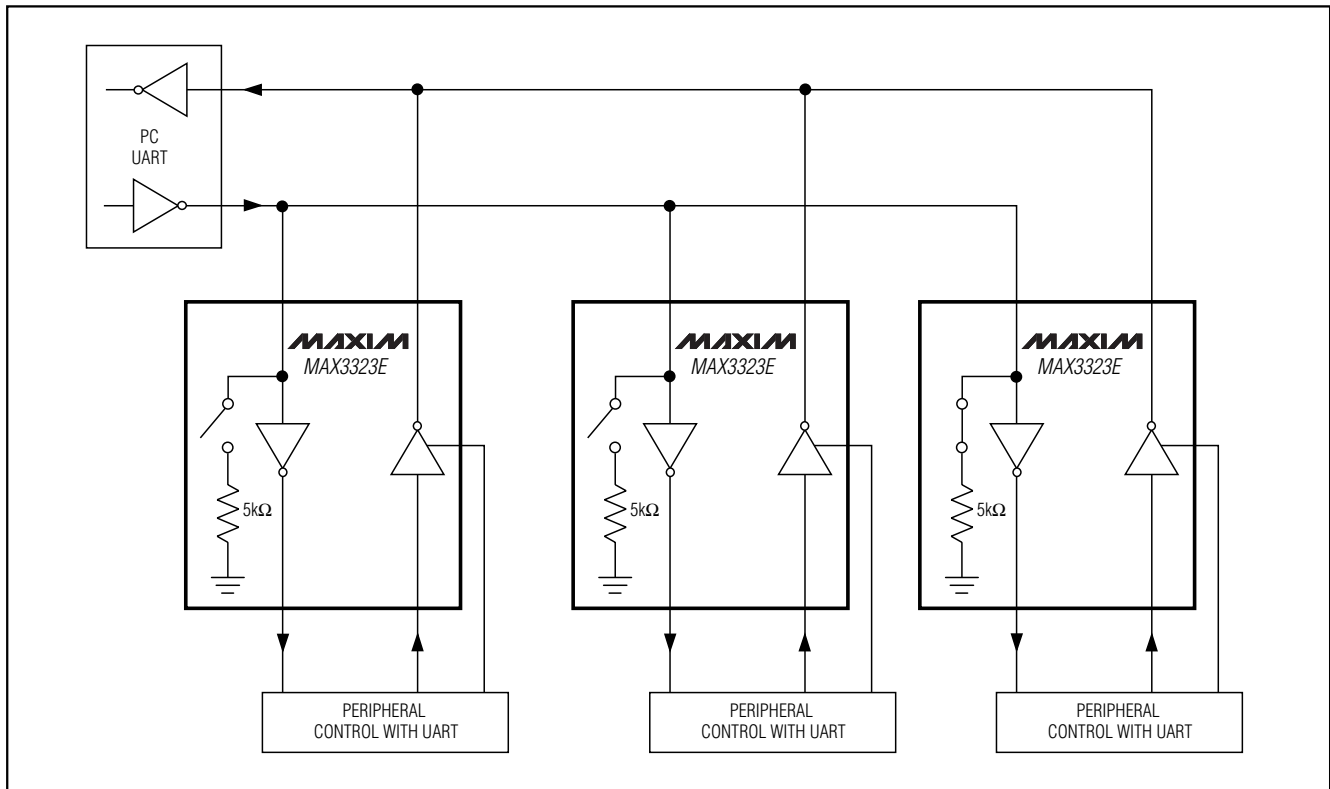 PC
UART
MAXIM
MAX3323E
5kΩ
MAXIM
MAX3323E
5kΩ
MAXIM
MAX3323E
5kΩ
PERIPHERAL
CONTROL WITH UART
PERIPHERAL
CONTROL WITH UART
PERIPHERAL
CONTROL WITH UART